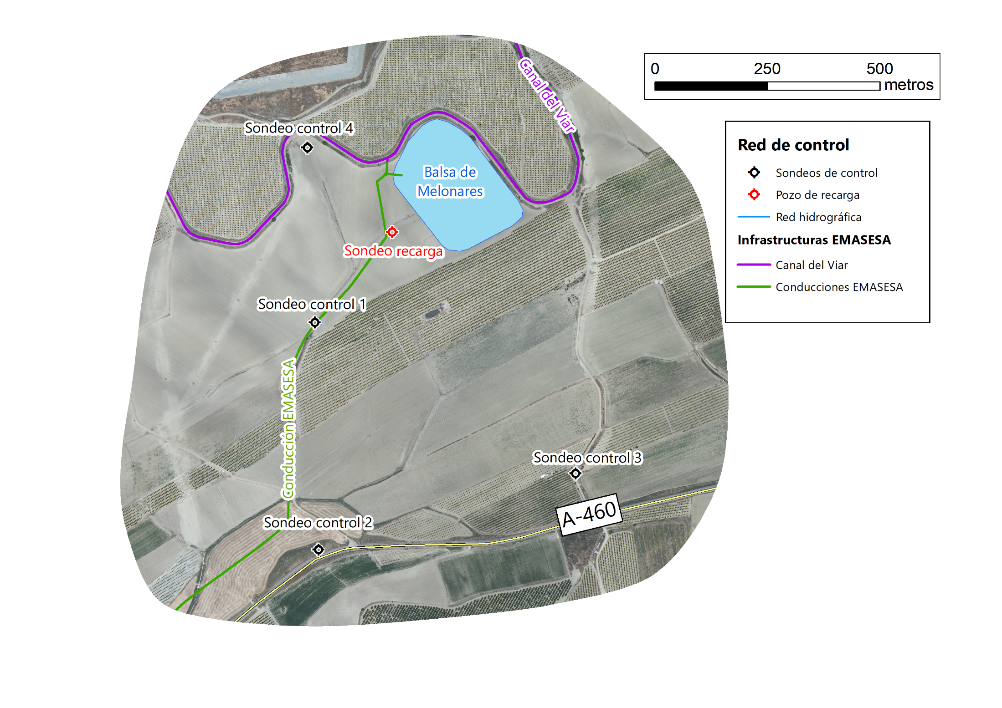 0 250 500
metros
Canal del Viar
Sondeo control 4
Balsa de
Melonares
Sondeo recarga
Sondeo control 1
Conducción EMASESA
Sondeo control 3
A-460
Sondeo control 2
Red de control
Sondeos de control
Pozo de recarga
Red hidrográfica
Infrastructuras EMASESA
Canal del Viar
Conducciones EMASESA